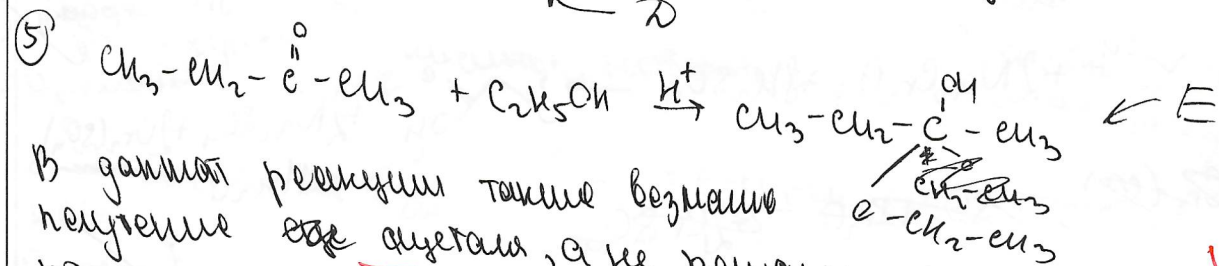 D
5
CH₃-CH₂-C(=O)-CH₃ + C₂H₅OH →(H⁺) CH₃-CH₂-C*(OH)(O-CH₂-CH₃)-CH₃ ← E
В данной реакции также возможно
получение ацеталя, а не